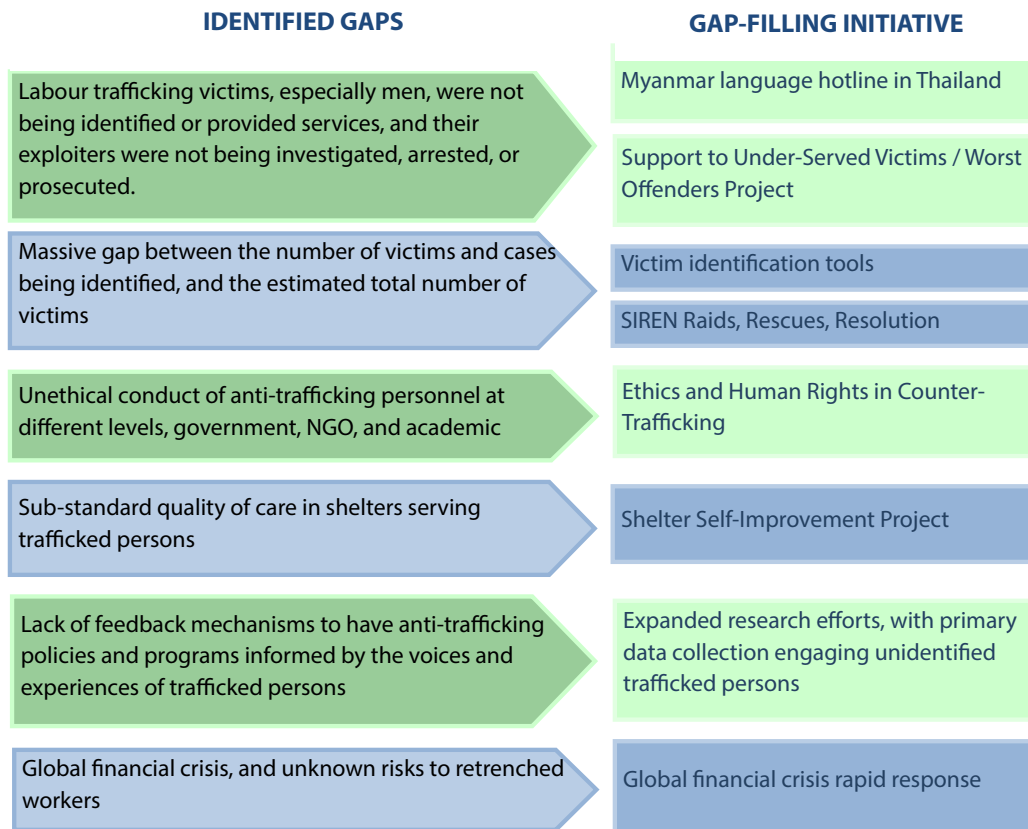 IDENTIFIED GAPS
GAP-FILLING INITIATIVE
Labour trafficking victims, especially men, were not
being identified or provided services, and their
exploiters were not being investigated, arrested, or
prosecuted.
Myanmar language hotline in Thailand
Support to Under-Served Victims / Worst
Offenders Project
Massive gap between the number of victims and cases
being identified, and the estimated total number of
victims
Victim identification tools
SIREN Raids, Rescues, Resolution
Unethical conduct of anti-trafficking personnel at
different levels, government, NGO, and academic
Ethics and Human Rights in Counter-
Trafficking
Sub-standard quality of care in shelters serving
trafficked persons
Shelter Self-Improvement Project
Lack of feedback mechanisms to have anti-trafficking
policies and programs informed by the voices and
experiences of trafficked persons
Expanded research efforts, with primary
data collection engaging unidentified
trafficked persons
Global financial crisis, and unknown risks to retrenched
workers
Global financial crisis rapid response